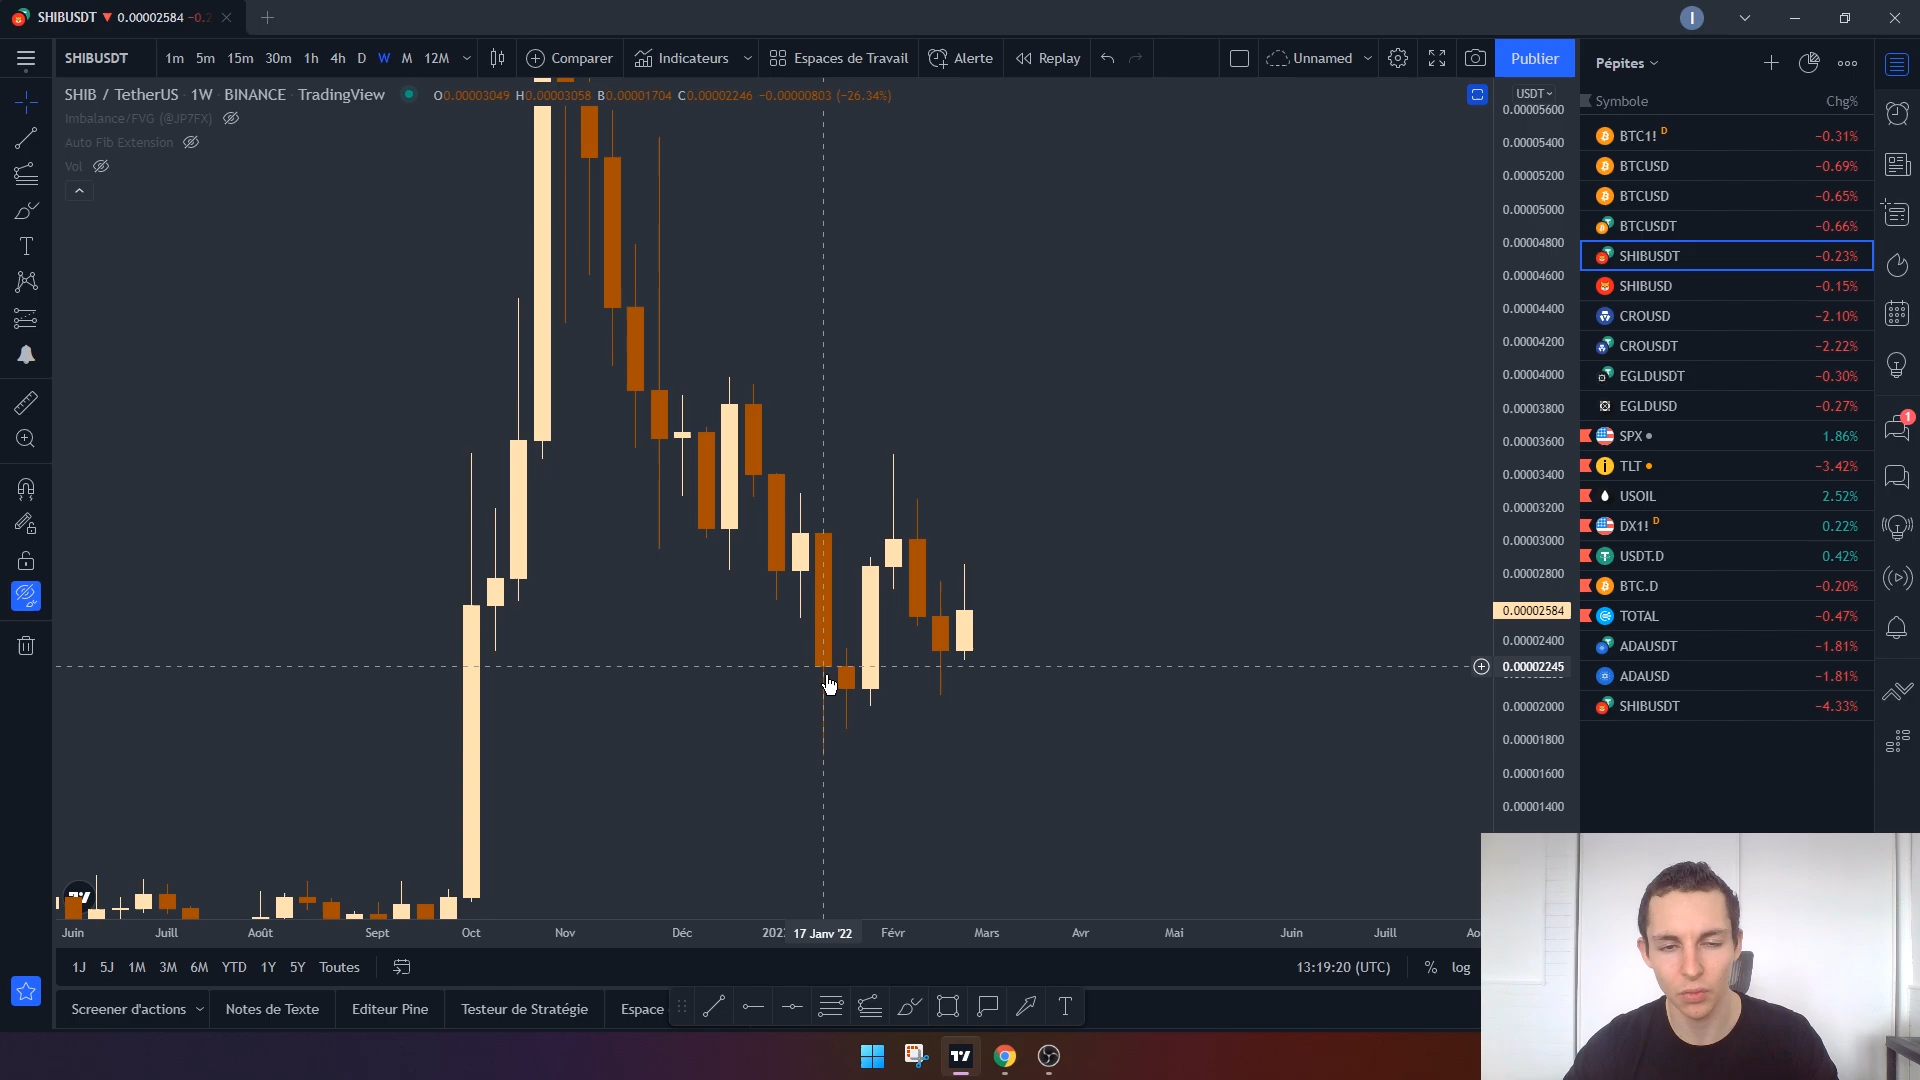 SHIBUSDT ▼ 0.00002584 −0.2
I
SHIBUSDT 1m 5m 15m 30m 1h 4h D W M 12M Comparer Indicateurs Espaces de Travail Alerte Replay Unnamed Publier
SHIB / TetherUS · 1W · BINANCE · TradingView O0.00003049 H0.00003058 B0.00001704 C0.00002246 −0.00000803 (−26.34%)
Imbalance/FVG (@JP7FX)
Auto Fib Extension
Vol
USDT
0.00005600
0.00005400
0.00005200
0.00005000
0.00004800
0.00004600
0.00004400
0.00004200
0.00004000
0.00003800
0.00003600
0.00003400
0.00003200
0.00003000
0.00002800
0.00002584
0.00002400
0.00002245
0.00002000
0.00001800
0.00001600
0.00001400
Pépites
Symbole Chg%
BTC1! D −0.31%
BTCUSD −0.69%
BTCUSD −0.65%
BTCUSDT −0.66%
SHIBUSDT −0.23%
SHIBUSD −0.15%
CROUSD −2.10%
CROUSDT −2.22%
EGLDUSDT −0.30%
EGLDUSD −0.27%
SPX 1.86%
TLT −3.42%
USOIL 2.52%
DX1! D 0.22%
USDT.D 0.42%
BTC.D −0.20%
TOTAL −0.47%
ADAUSDT −1.81%
ADAUSD −1.81%
SHIBUSDT −4.33%
1
Juin Juill Août Sept Oct Nov Déc 202 17 Janv '22 Févr Mars Avr Mai Juin Juill Ao
1J 5J 1M 3M 6M YTD 1Y 5Y Toutes 13:19:20 (UTC) % log
Screener d'actions Notes de Texte Editeur Pine Testeur de Stratégie Espace